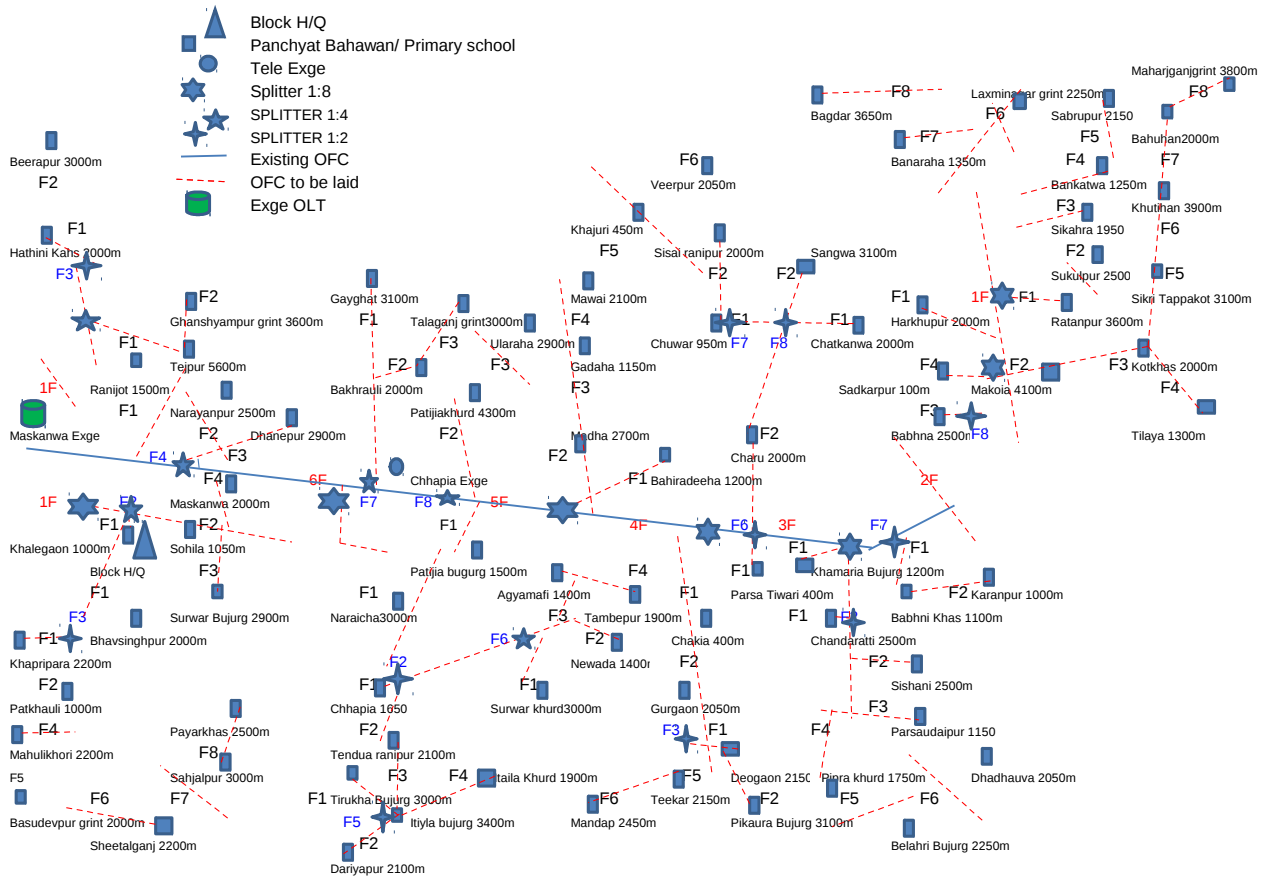 Block H/Q
Panchyat Bahawan/ Primary school
Tele Exge
Splitter 1:8
SPLITTER 1:4
SPLITTER 1:2
Existing OFC
OFC to be laid
Exge OLT
Maharjganjgrint 3800m
F8
Laxminagar grint 2250m
F6
Bagdar 3650m
F8
Sabrupur 2150
F5
Bahuhan2000m
F7
Banaraha 1350m
F7
F4
Bankatwa 1250m
Khutihan 3900m
F6
F3
Sikahra 1950
F2
Sukulpur 2500
F5
Sikri Tappakot 3100m
Beerapur 3000m
F2
F1
Hathini Kahs 2000m
F3
F6
Veerpur 2050m
Khajuri 450m
F5
Sisai ranipur 2000m
F2
Sangwa 3100m
F2
F2
Ghanshyampur grint 3600m
F1
Ranijot 1500m
F1
Tejpur 5600m
Gayghat 3100m
F1
Talaganj grint3000m
F3
Ularaha 2900m
F3
Mawai 2100m
F4
Gadaha 1150m
F3
F1
Chuwar 950m
F7
F8
F1
Chatkanwa 2000m
F1
Harkhupur 2000m
1F
F1
Ratanpur 3600m
F4
Sadkarpur 100m
F2
Makoia 4100m
F3
Kotkhas 2000m
F4
Tilaya 1300m
F3
Babhna 2500m
F8
1F
Maskanwa Exge
Narayanpur 2500m
F2
Dhanepur 2900m
F3
F4
F4
Maskanwa 2000m
F2
Bakhrauli 2000m
Patijiakhurd 4300m
F2
Madha 2700m
F2
F1
Bahiradeeha 1200m
F2
Charu 2000m
2F
6F
Chhapia Exge
F7
F8
5F
4F
F6
3F
F7
1F
F1
Khalegaon 1000m
Block H/Q
F2
Sohila 1050m
F3
Surwar Bujurg 2900m
F1
F1
Patijia bugurg 1500m
F1
Khamaria Bujurg 1200m
F1
F1
Parsa Tiwari 400m
F2
Karanpur 1000m
Babhni Khas 1100m
F3
F1
Khapripara 2200m
Bhavsinghpur 2000m
F1
Naraicha3000m
Agyamafi 1400m
F4
Tambepur 1900m
F3
F6
F2
Newada 1400m
F1
Chakia 400m
F2
F1
Chandaratti 2500m
F2
Sishani 2500m
F2
Patkhauli 1000m
F2
F1
Chhapia 1650
F1
Surwar khurd3000m
Gurgaon 2050m
F3
Parsaudaipur 1150
F4
F4
Mahulikhori 2200m
Payarkhas 2500m
F8
Sahjalpur 3000m
F2
Tendua ranipur 2100m
F3
F4
taila Khurd 1900m
F3
F1
Deogaon 2150
Dhadhauva 2050m
Pipra khurd 1750m
F5
F5
Basudevpur grint 2000m
F6
F7
Sheetalganj 2200m
F1
Tirukha Bujurg 3000m
F5
Itiyla bujurg 3400m
F2
Dariyapur 2100m
F5
Teekar 2150m
F6
Mandap 2450m
F2
Pikaura Bujurg 3100m
F6
Belahri Bujurg 2250m